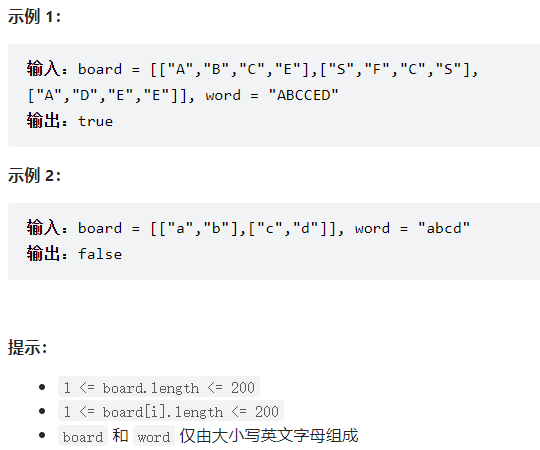 示例 1：
输入：board = [["A","B","C","E"],["S","F","C","S"],
["A","D","E","E"]], word = "ABCCED"
输出：true
示例 2：
输入：board = [["a","b"],["c","d"]], word = "abcd"
输出：false
提示：
1 <= board.length <= 200
1 <= board[i].length <= 200
board 和 word 仅由大小写英文字母组成